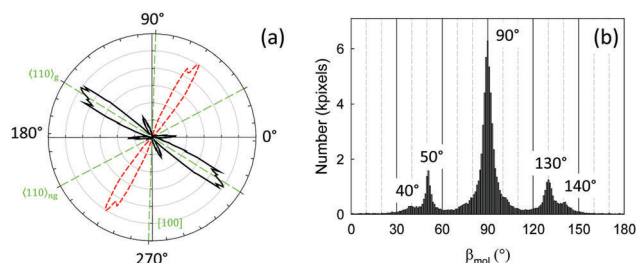 90°
(a)
⟨110⟩g
180°
0°
⟨110⟩ng
[100]
270°
(b)
90°
6
4
2
0
Number (kpixels)
50°
40°
130°
140°
0 30 60 90 120 150 180
βmol (°)